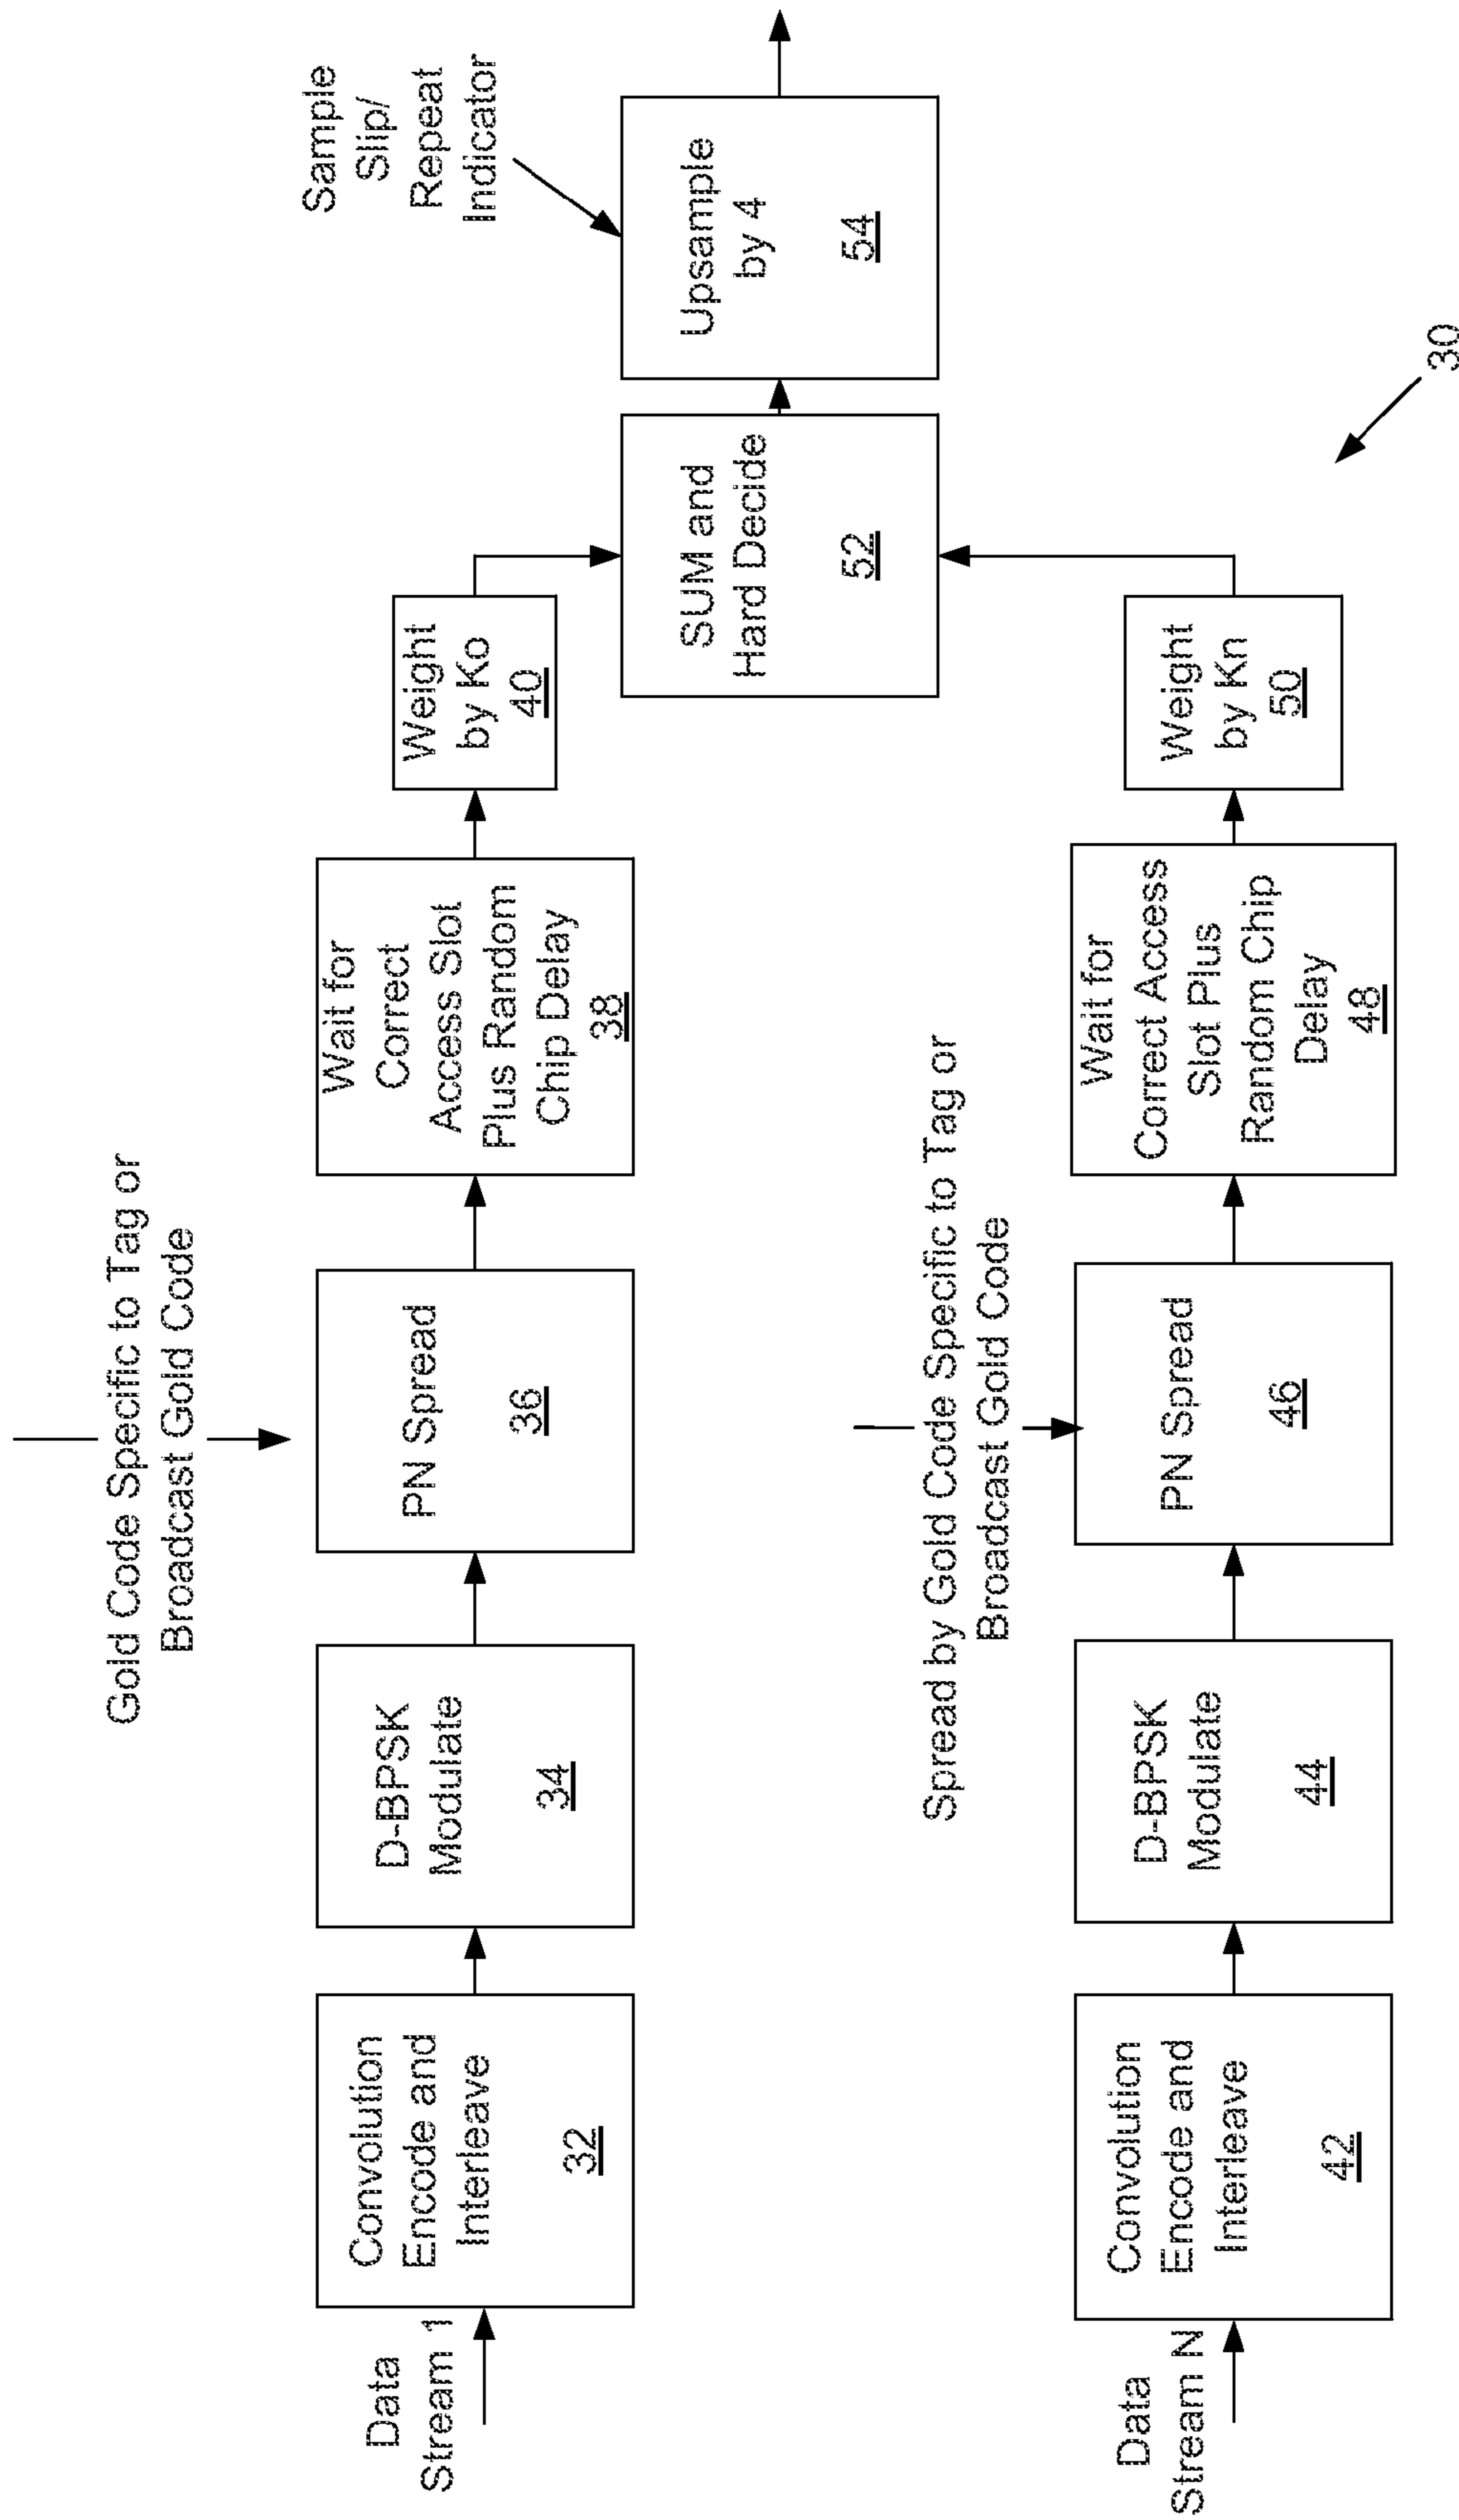 Gold Code Specific to Tag or
Broadcast Gold Code
Data
Stream 1
Convolution
Encode and
Interleave
32
D-BPSK
Modulate
34
PN Spread
36
Wait for
Correct
Access Slot
Plus Random
Chip Delay
38
Weight
by Ko
40
SUM and
Hard Decide
52
Upsample
by 4
54
Sample
Slip/
Repeat
Indicator
Spread by Gold Code Specific to Tag or
Broadcast Gold Code
Data
Stream N
Convolution
Encode and
Interleave
42
D-BPSK
Modulate
44
PN Spread
46
Wait for
Correct Access
Slot Plus
Random Chip
Delay
48
Weight
by Kn
50
30